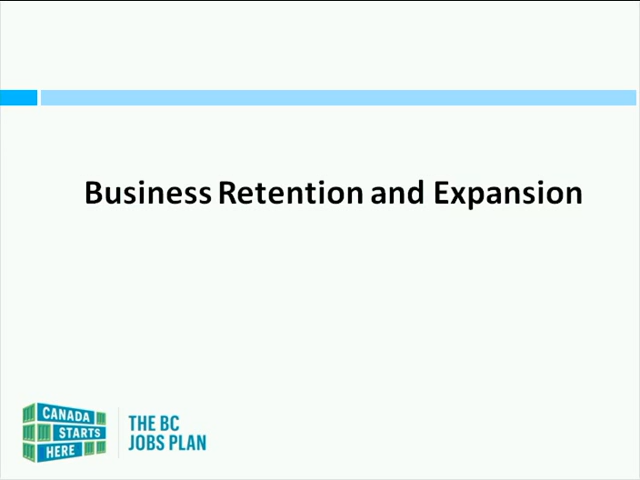 Business Retention and Expansion
CANADA
STARTS
HERE
THE BC
JOBS PLAN